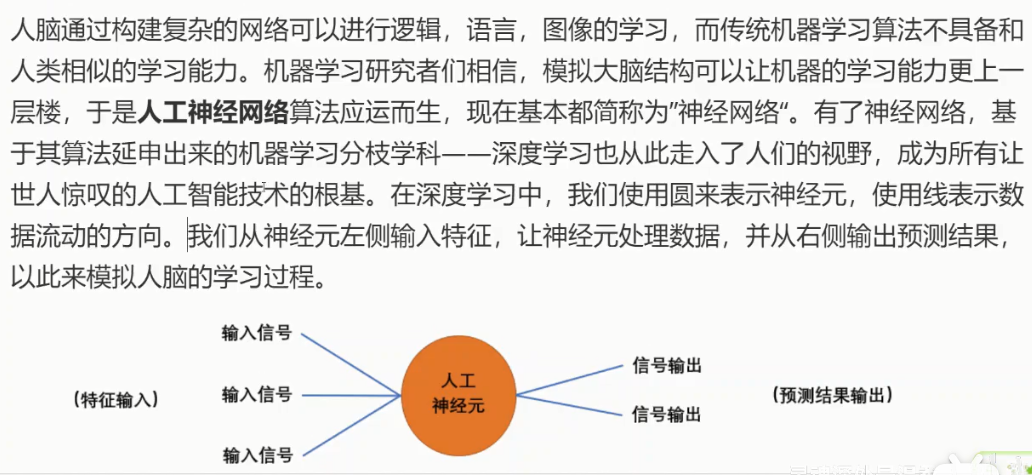 人脑通过构建复杂的网络可以进行逻辑，语言，图像的学习，而传统机器学习算法不具备和
人类相似的学习能力。机器学习研究者们相信，模拟大脑结构可以让机器的学习能力更上一
层楼，于是人工神经网络算法应运而生，现在基本都简称为”神经网络“。有了神经网络，基
于其算法延申出来的机器学习分枝学科——深度学习也从此走入了人们的视野，成为所有让
世人惊叹的人工智能技术的根基。在深度学习中，我们使用圆来表示神经元，使用线表示数
据流动的方向。我们从神经元左侧输入特征，让神经元处理数据，并从右侧输出预测结果，
以此来模拟人脑的学习过程。
输入信号
信号输出
人工
神经元
（特征输入）
输入信号
（预测结果输出）
信号输出
输入信号